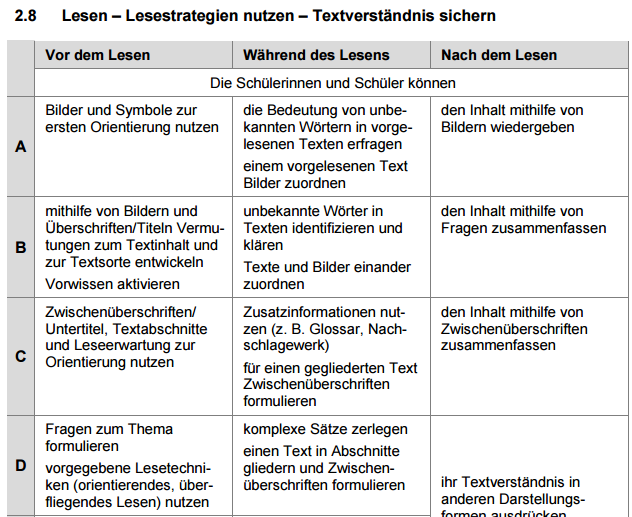 2.8 Lesen – Lesestrategien nutzen – Textverständnis sichern
Vor dem Lesen Während des Lesens Nach dem Lesen
Die Schülerinnen und Schüler können
A
Bilder und Symbole zur
ersten Orientierung nutzen
die Bedeutung von unbe-
kannten Wörtern in vorge-
lesenen Texten erfragen
einem vorgelesenen Text
Bilder zuordnen
den Inhalt mithilfe von
Bildern wiedergeben
B
mithilfe von Bildern und
Überschriften/Titeln Vermu-
tungen zum Textinhalt und
zur Textsorte entwickeln
Vorwissen aktivieren
unbekannte Wörter in
Texten identifizieren und
klären
Texte und Bilder einander
zuordnen
den Inhalt mithilfe von
Fragen zusammenfassen
C
Zwischenüberschriften/
Untertitel, Textabschnitte
und Leseerwartung zur
Orientierung nutzen
Zusatzinformationen nut-
zen (z. B. Glossar, Nach-
schlagewerk)
für einen gegliederten Text
Zwischenüberschriften
formulieren
den Inhalt mithilfe von
Zwischenüberschriften
zusammenfassen
D
Fragen zum Thema
formulieren
vorgegebene Lesetechni-
ken (orientierendes, über-
fliegendes Lesen) nutzen
komplexe Sätze zerlegen
einen Text in Abschnitte
gliedern und Zwischen-
überschriften formulieren
ihr Textverständnis in
anderen Darstellungs-
formen ausdrücken